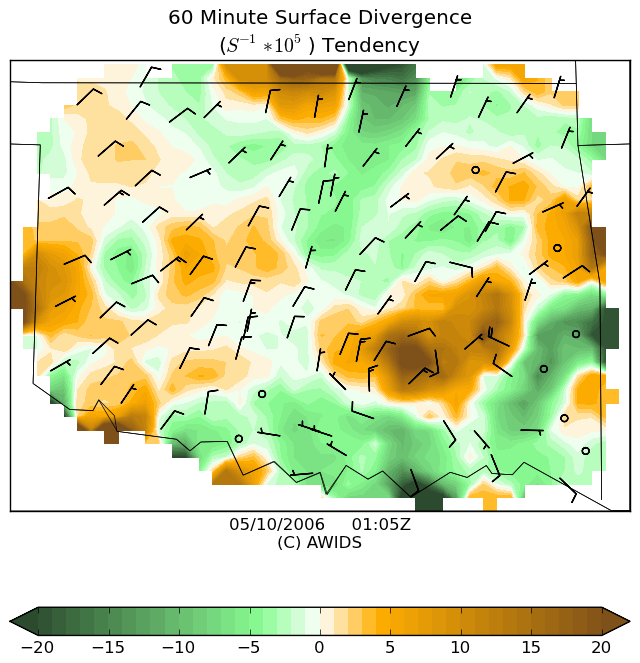 60 Minute Surface Divergence
(S⁻¹ * 10⁵ ) Tendency
05/10/2006 01:05Z
(C) AWIDS
−20 −15 −10 −5 0 5 10 15 20